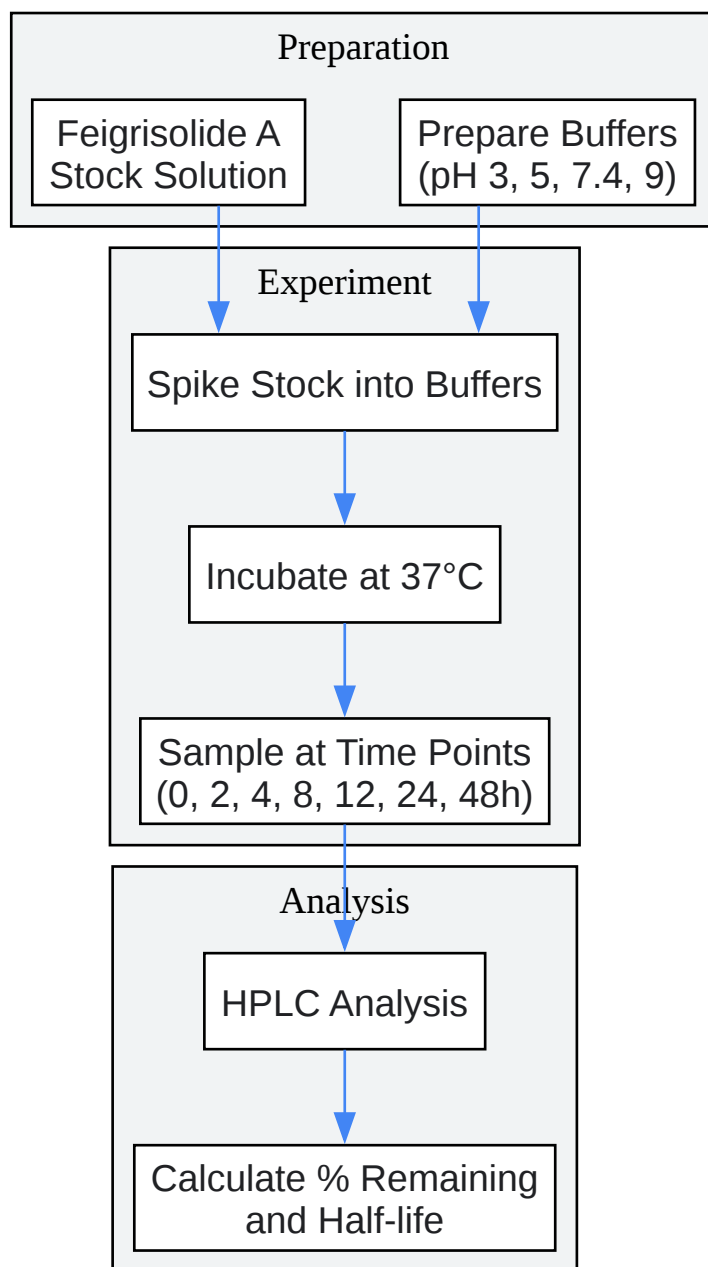 Preparation
Feigrisolide A
Stock Solution
Prepare Buffers
(pH 3, 5, 7.4, 9)
Experiment
Spike Stock into Buffers
Incubate at 37°C
Sample at Time Points
(0, 2, 4, 8, 12, 24, 48h)
Analysis
HPLC Analysis
Calculate % Remaining
and Half-life